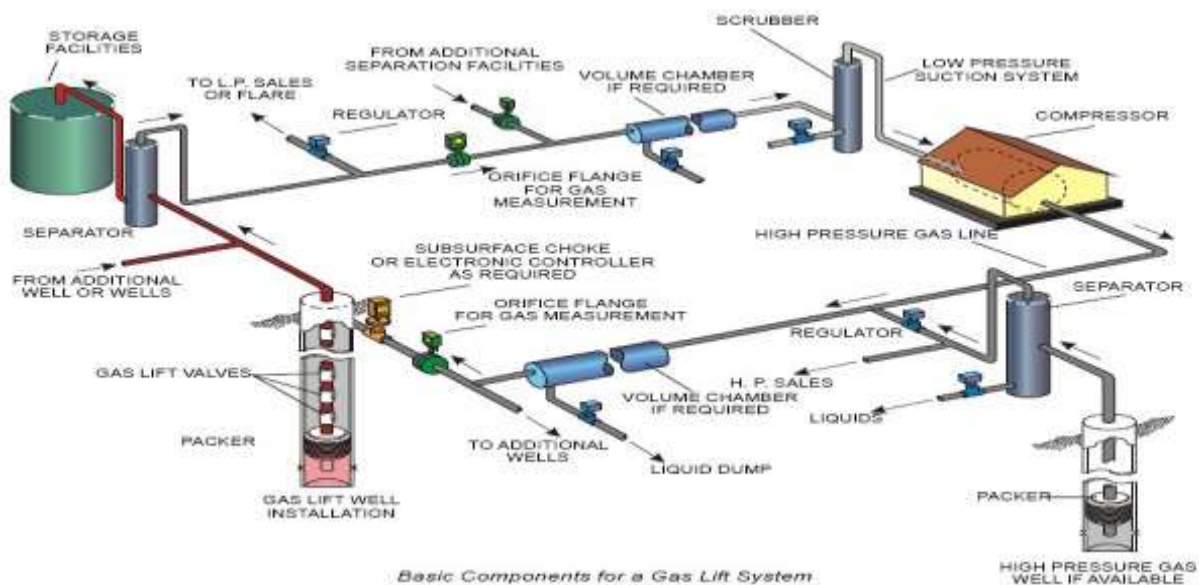 STORAGE
FACILITIES
FROM ADDITIONAL
SEPARATION FACILITIES
SCRUBBER
TO L.P. SALES
OR FLARE
REGULATOR
VOLUME CHAMBER
IF REQUIRED
LOW PRESSURE
SUCTION SYSTEM
COMPRESSOR
ORIFICE FLANGE
FOR GAS
MEASUREMENT
SEPARATOR
SUBSURFACE CHOKE
OR ELECTRONIC CONTROLLER
AS REQUIRED
HIGH PRESSURE GAS LINE
FROM ADDITIONAL
WELL OR WELLS
ORIFICE FLANGE
FOR GAS MEASUREMENT
SEPARATOR
REGULATOR
GAS LIFT VALVES
H. P. SALES
VOLUME CHAMBER
IF REQUIRED
LIQUIDS
PACKER
TO ADDITIONAL
WELLS
LIQUID DUMP
GAS LIFT WELL
INSTALLATION
PACKER
HIGH PRESSURE GAS
WELL IF AVAILABLE
Basic Components for a Gas Lift System